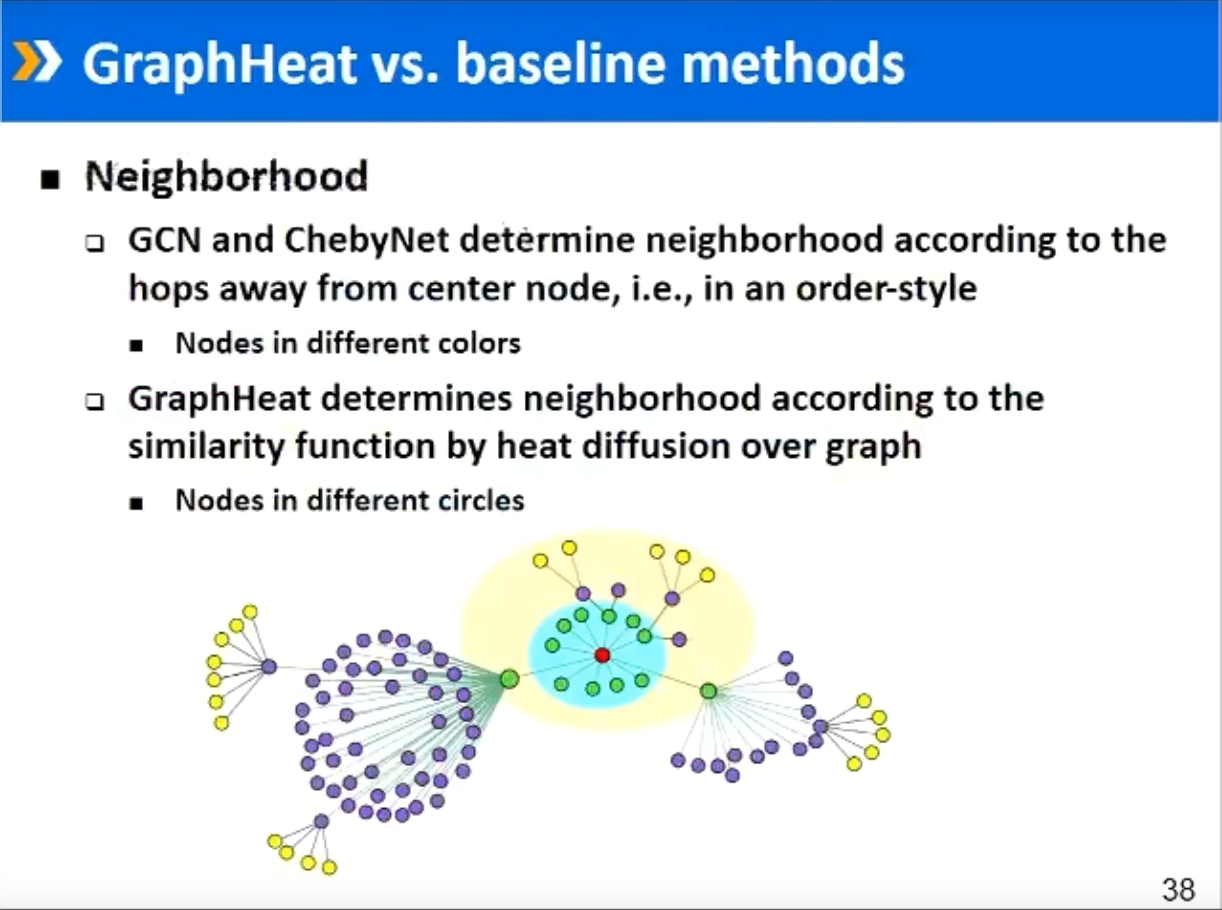 GraphHeat vs. baseline methods
Neighborhood
GCN and ChebyNet determine neighborhood according to the
hops away from center node, i.e., in an order-style
Nodes in different colors
GraphHeat determines neighborhood according to the
similarity function by heat diffusion over graph
Nodes in different circles
38